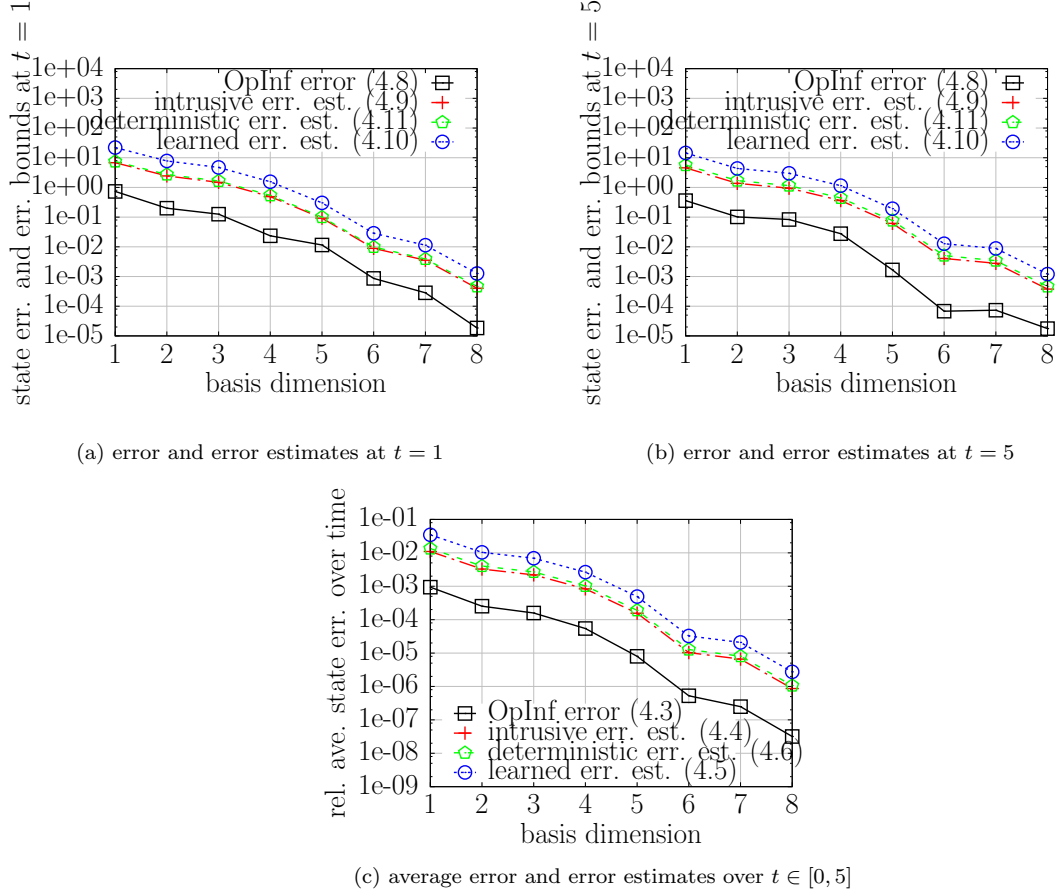 state err. and err. bounds at t = 1
1e+04
1e+03
1e+02
1e+01
1e+00
1e-01
1e-02
1e-03
1e-04
1e-05
OpInf error (4.8)
intrusive err. est. (4.9)
deterministic err. est. (4.11)
learned err. est. (4.10)
1 2 3 4 5 6 7 8
basis dimension
(a) error and error estimates at t = 1
state err. and err. bounds at t = 5
1e+04
1e+03
1e+02
1e+01
1e+00
1e-01
1e-02
1e-03
1e-04
1e-05
OpInf error (4.8)
intrusive err. est. (4.9)
deterministic err. est. (4.11)
learned err. est. (4.10)
1 2 3 4 5 6 7 8
basis dimension
(b) error and error estimates at t = 5
rel. ave. state err. over time
1e-01
1e-02
1e-03
1e-04
1e-05
1e-06
1e-07
1e-08
1e-09
OpInf error (4.3)
intrusive err. est. (4.4)
deterministic err. est. (4.6)
learned err. est. (4.5)
1 2 3 4 5 6 7 8
basis dimension
(c) average error and error estimates over t ∈ [0, 5]